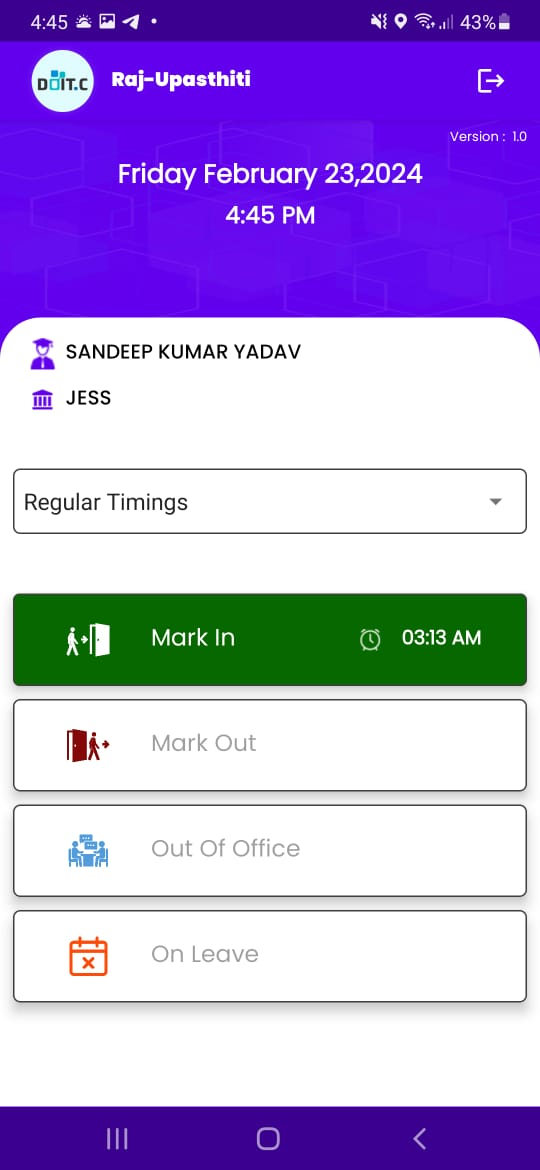 4:45 43%
DOIT.C Raj-Upasthiti
Version : 1.0
Friday February 23,2024
4:45 PM
SANDEEP KUMAR YADAV
JESS
Regular Timings
Mark In 03:13 AM
Mark Out
Out Of Office
On Leave